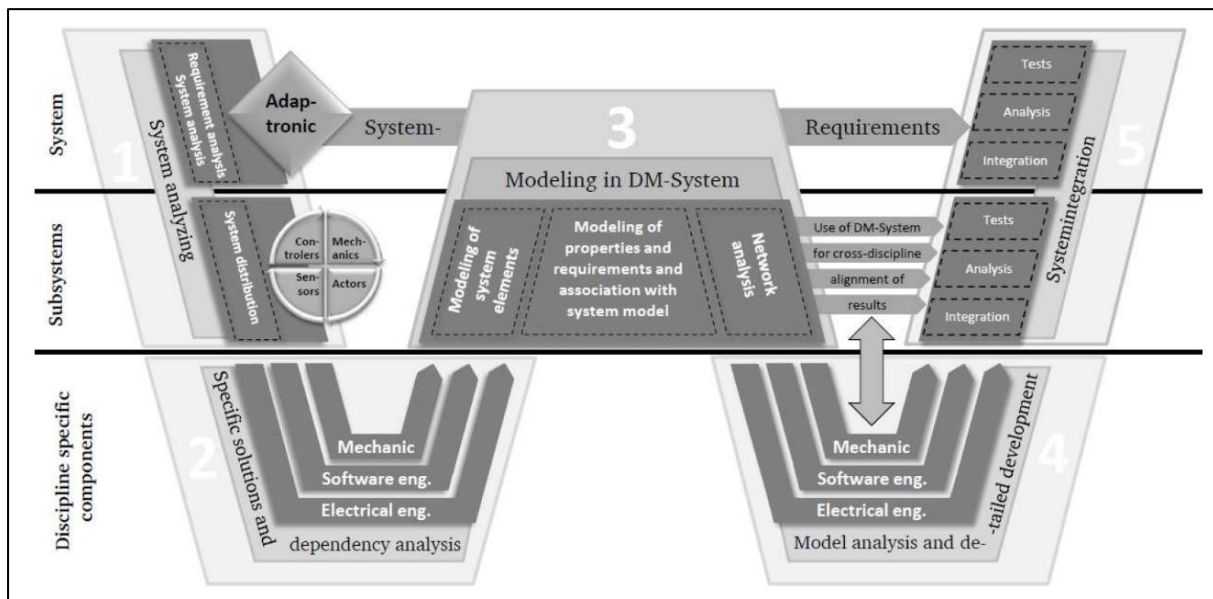 System
Subsystems
Discipline specific
components
1
System analyzing
Requirement analysis
System analysis
Adap-
tronic
System distribution
Con-
trolers
Mech-
anics
Sen-
sors
Actors
System-
Requirements
3
Modeling in DM-System
Modeling of
system
elements
Modeling of
properties and
requirements and
association with
system model
Network
analysis
Use of DM-System
for cross-discipline
alignment of
results
5
Systemintegration
Tests
Analysis
Integration
Tests
Analysis
Integration
2
Specific solutions and
dependency analysis
Mechanic
Software eng.
Electrical eng.
4
Model analysis and de-
-tailed development
Mechanic
Software eng.
Electrical eng.